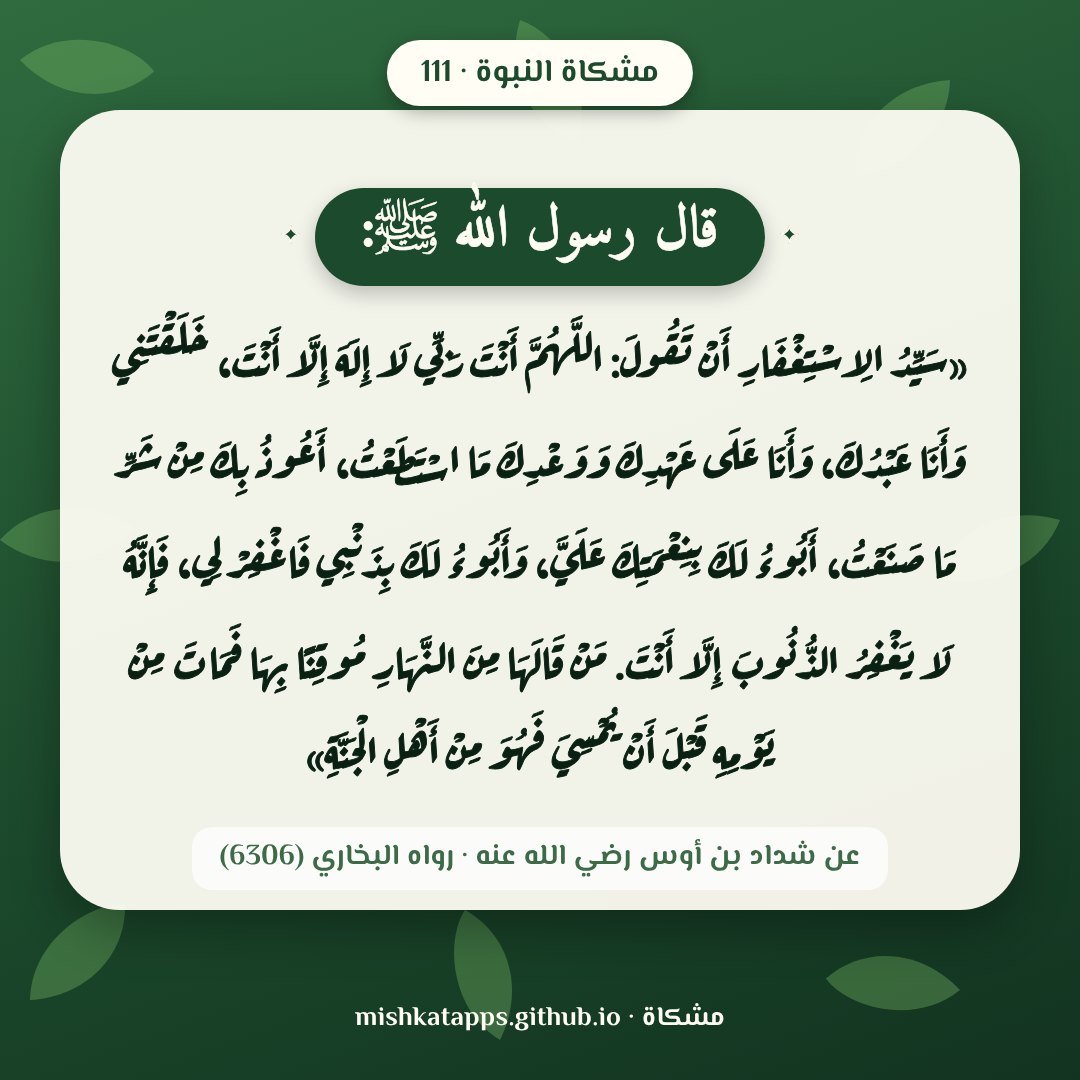 مشكاة النبوة · 111
قال رسول الله ﷺ:
«سَيِّدُ الِاسْتِغْفَارِ أَنْ تَقُولَ: اللَّهُمَّ أَنْتَ رَبِّي لَا إِلَهَ إِلَّا أَنْتَ، خَلَقْتَنِي
وَأَنَا عَبْدُكَ، وَأَنَا عَلَى عَهْدِكَ وَوَعْدِكَ مَا اسْتَطَعْتُ، أَعُوذُ بِكَ مِنْ شَرِّ
مَا صَنَعْتُ، أَبُوءُ لَكَ بِنِعْمَتِكَ عَلَيَّ، وَأَبُوءُ لَكَ بِذَنْبِي فَاغْفِرْ لِي، فَإِنَّهُ
لَا يَغْفِرُ الذُّنُوبَ إِلَّا أَنْتَ. مَنْ قَالَهَا مِنَ النَّهَارِ مُوقِنًا بِهَا فَمَاتَ مِنْ
يَوْمِهِ قَبْلَ أَنْ يُمْسِيَ فَهُوَ مِنْ أَهْلِ الْجَنَّةِ»
عن شداد بن أوس رضي الله عنه · رواه البخاري (6306)
مشكاة · mishkatapps.github.io